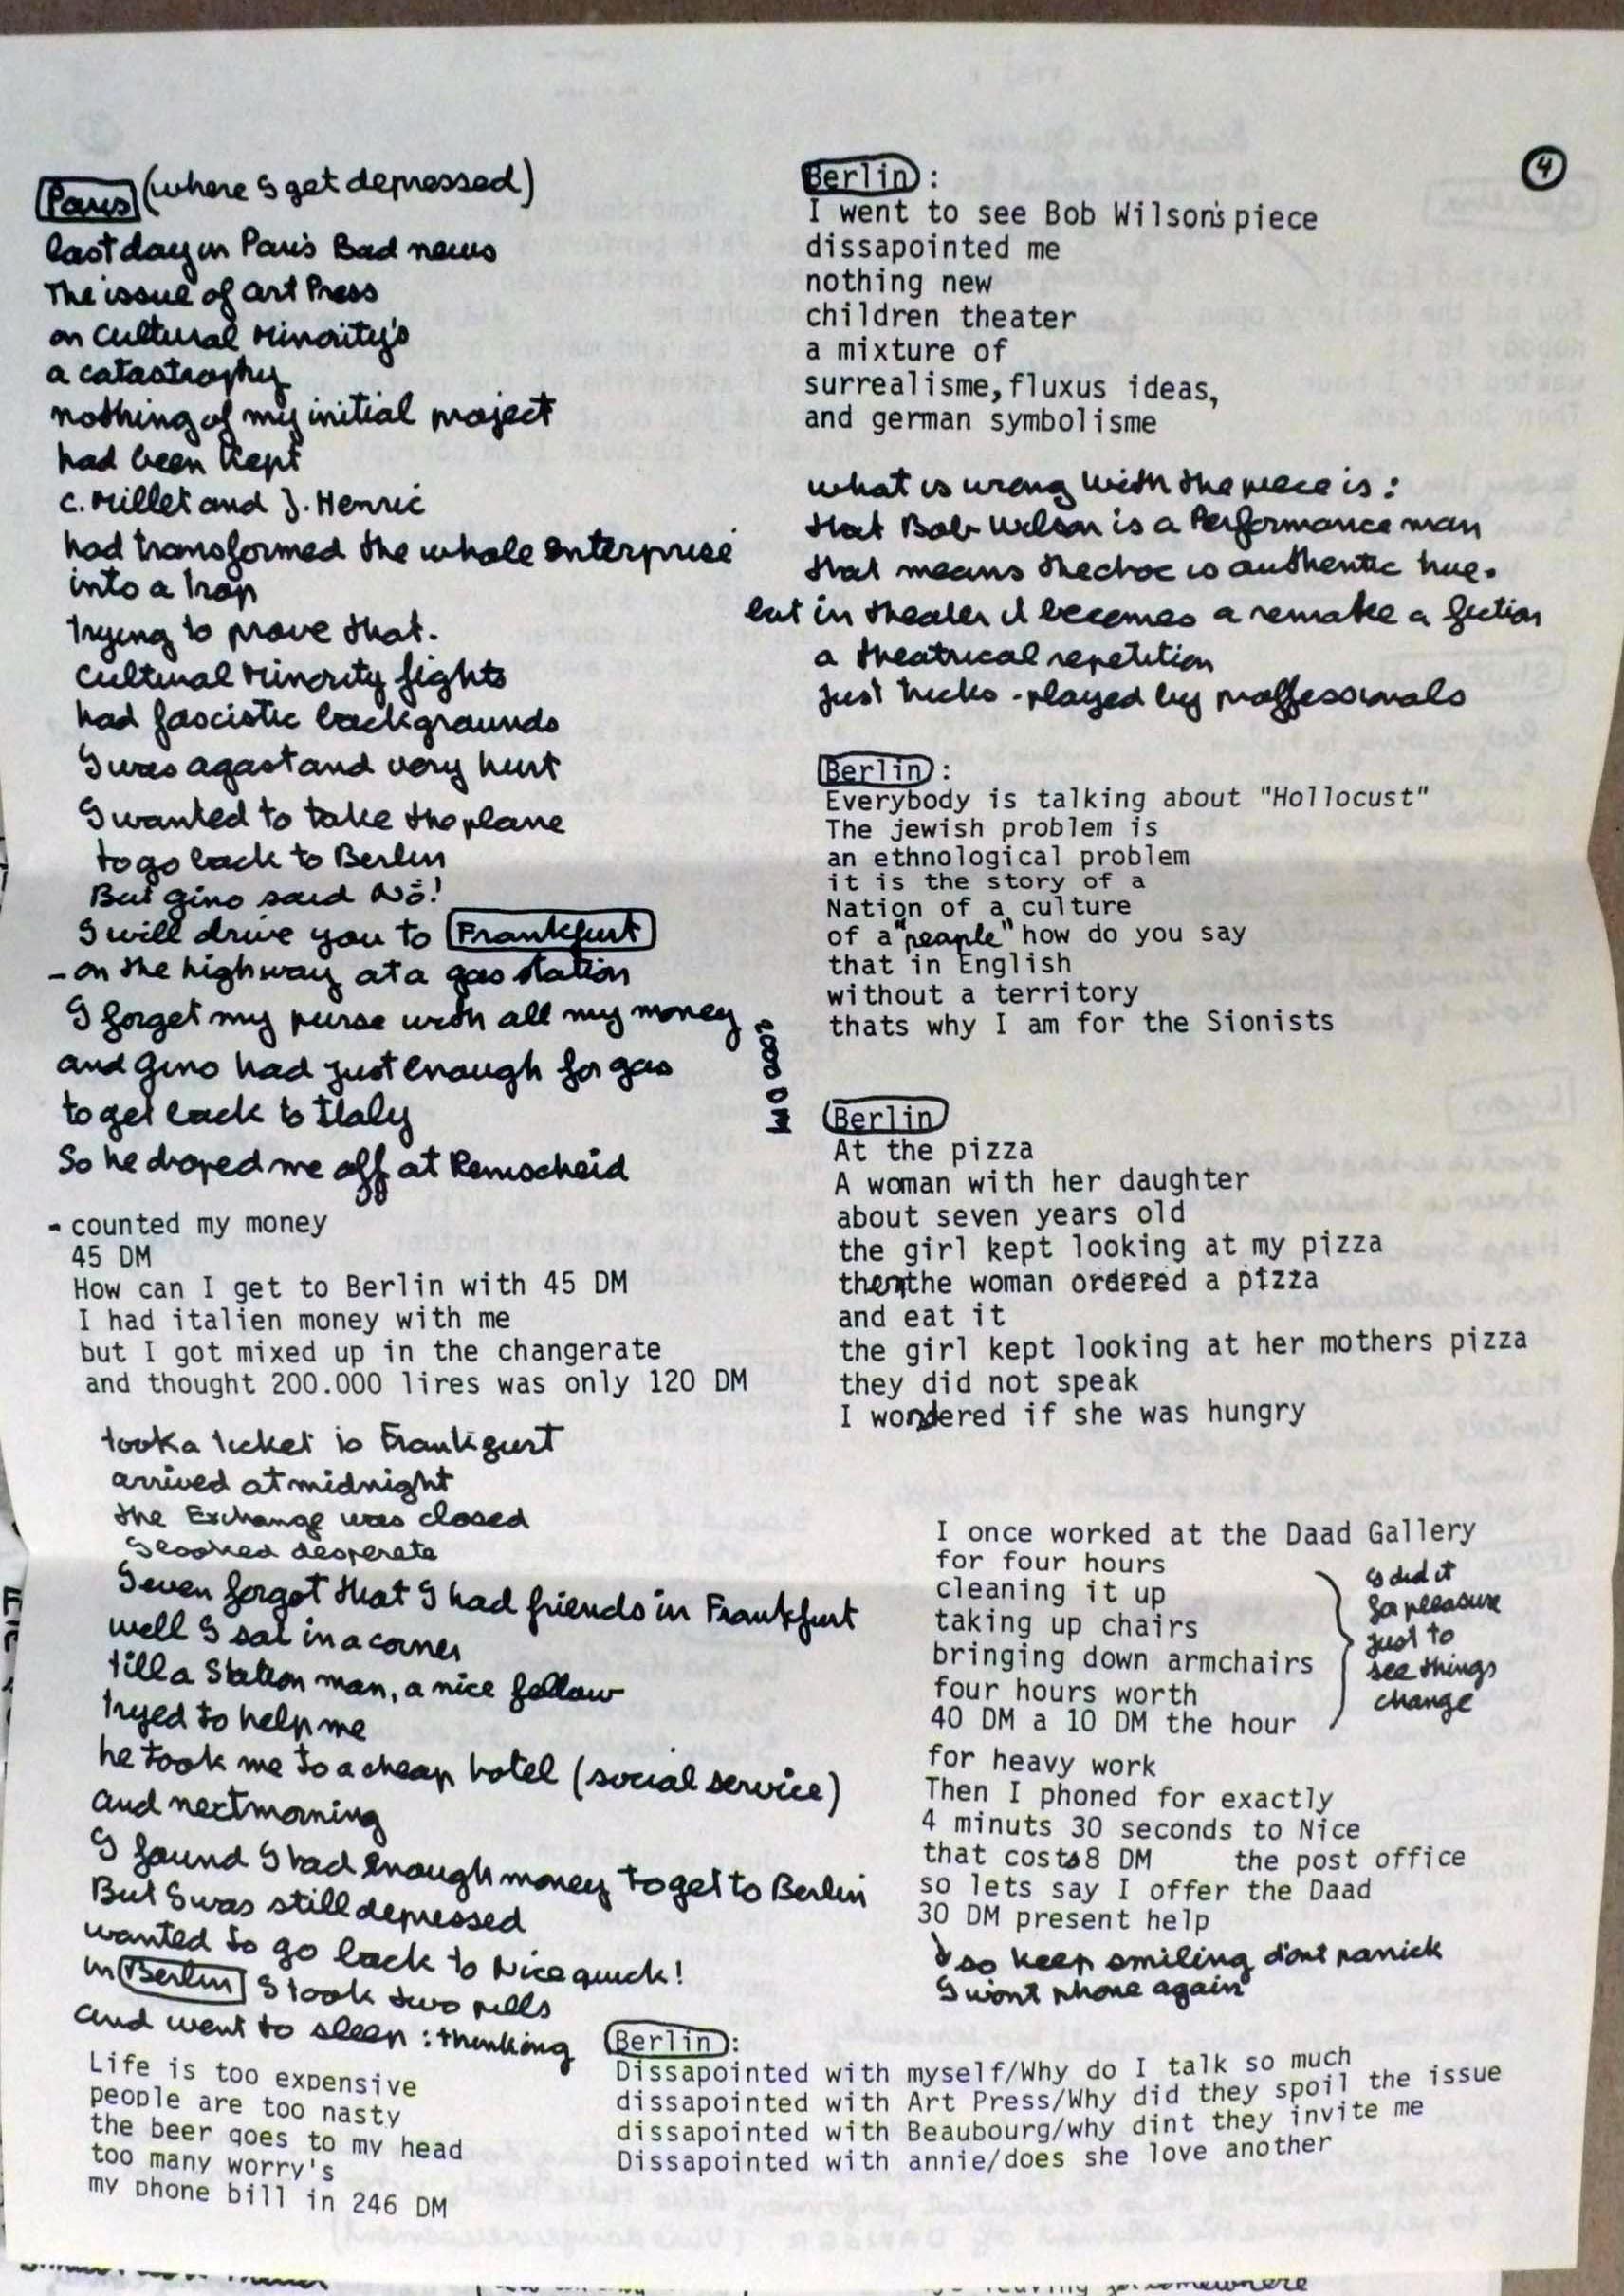 4
Paris (where I get depressed)
last day in Paris Bad news
The issue of art Press
on Cultural Minority's
a catastrophy
nothing of my initial project
had been Kept
c. Millet and J. Henric
had transformed the whole enterprise
into a trap
trying to prove that.
Cultural Minority fights
had fascistic backgrounds
I was agast and very hurt
I wanted to take the plane
to go back to Berlin
But Gino said No!
I will drive you to Frankfurt
- on the highway at a gas station
I forget my purse with all my money
and Gino had just enough for gas
to get back to Italy
So he droped me off at Remscheid
- counted my money
45 DM
How can I get to Berlin with 45 DM
I had italien money with me
but I got mixed up in the changerate
and thought 200.000 lires was only 120 DM
took a ticket to Frankfurt
arrived at midnight
the Exchange was closed
I looked desperate
I even forgot that I had friends in Frankfurt
well I sat in a corner
till a Station man, a nice fellow
tryed to help me
he took me to a cheap hotel (social service)
and next morning
I found I had enough money to get to Berlin
But I was still depressed
wanted to go back to Nice quick!
in Berlin I took two pills
and went to sleep : thinking
Life is too expensive
people are too nasty
the beer goes to my head
too many worry's
my phone bill in 246 DM
Berlin :
I went to see Bob Wilson's piece
dissapointed me
nothing new
children theater
a mixture of
surrealisme, fluxus ideas,
and german symbolisme
what is wrong with the piece is :
that Bob Wilson is a Performance man
that means the choc is authentic true.
but in theater it becomes a remake a fiction
a theatrical repetition
just tricks - played by proffessionals
Berlin :
Everybody is talking about "Hollocust"
The jewish problem is
an ethnological problem
it is the story of a
Nation of a culture
of a "people" how do you say
that in English
without a territory
thats why I am for the Sionists
Berlin
At the pizza
A woman with her daughter
about seven years old
the girl kept looking at my pizza
then the woman ordered a pizza
and eat it
the girl kept looking at her mothers pizza
they did not speak
I wondered if she was hungry
I once worked at the Daad Gallery
for four hours
cleaning it up
taking up chairs
bringing down armchairs
four hours worth
40 DM a 10 DM the hour
I did it
for pleasure
just to
see things
change
for heavy work
Then I phoned for exactly
4 minuts 30 seconds to Nice
that costs 8 DM the post office
so lets say I offer the Daad
30 DM present help
so keep smiling d'ont panick
I wont phone again
Berlin :
Dissapointed with myself/Why do I talk so much
dissapointed with Art Press/Why did they spoil the issue
dissapointed with Beaubourg/why dint they invite me
Dissapointed with annie/does she love another